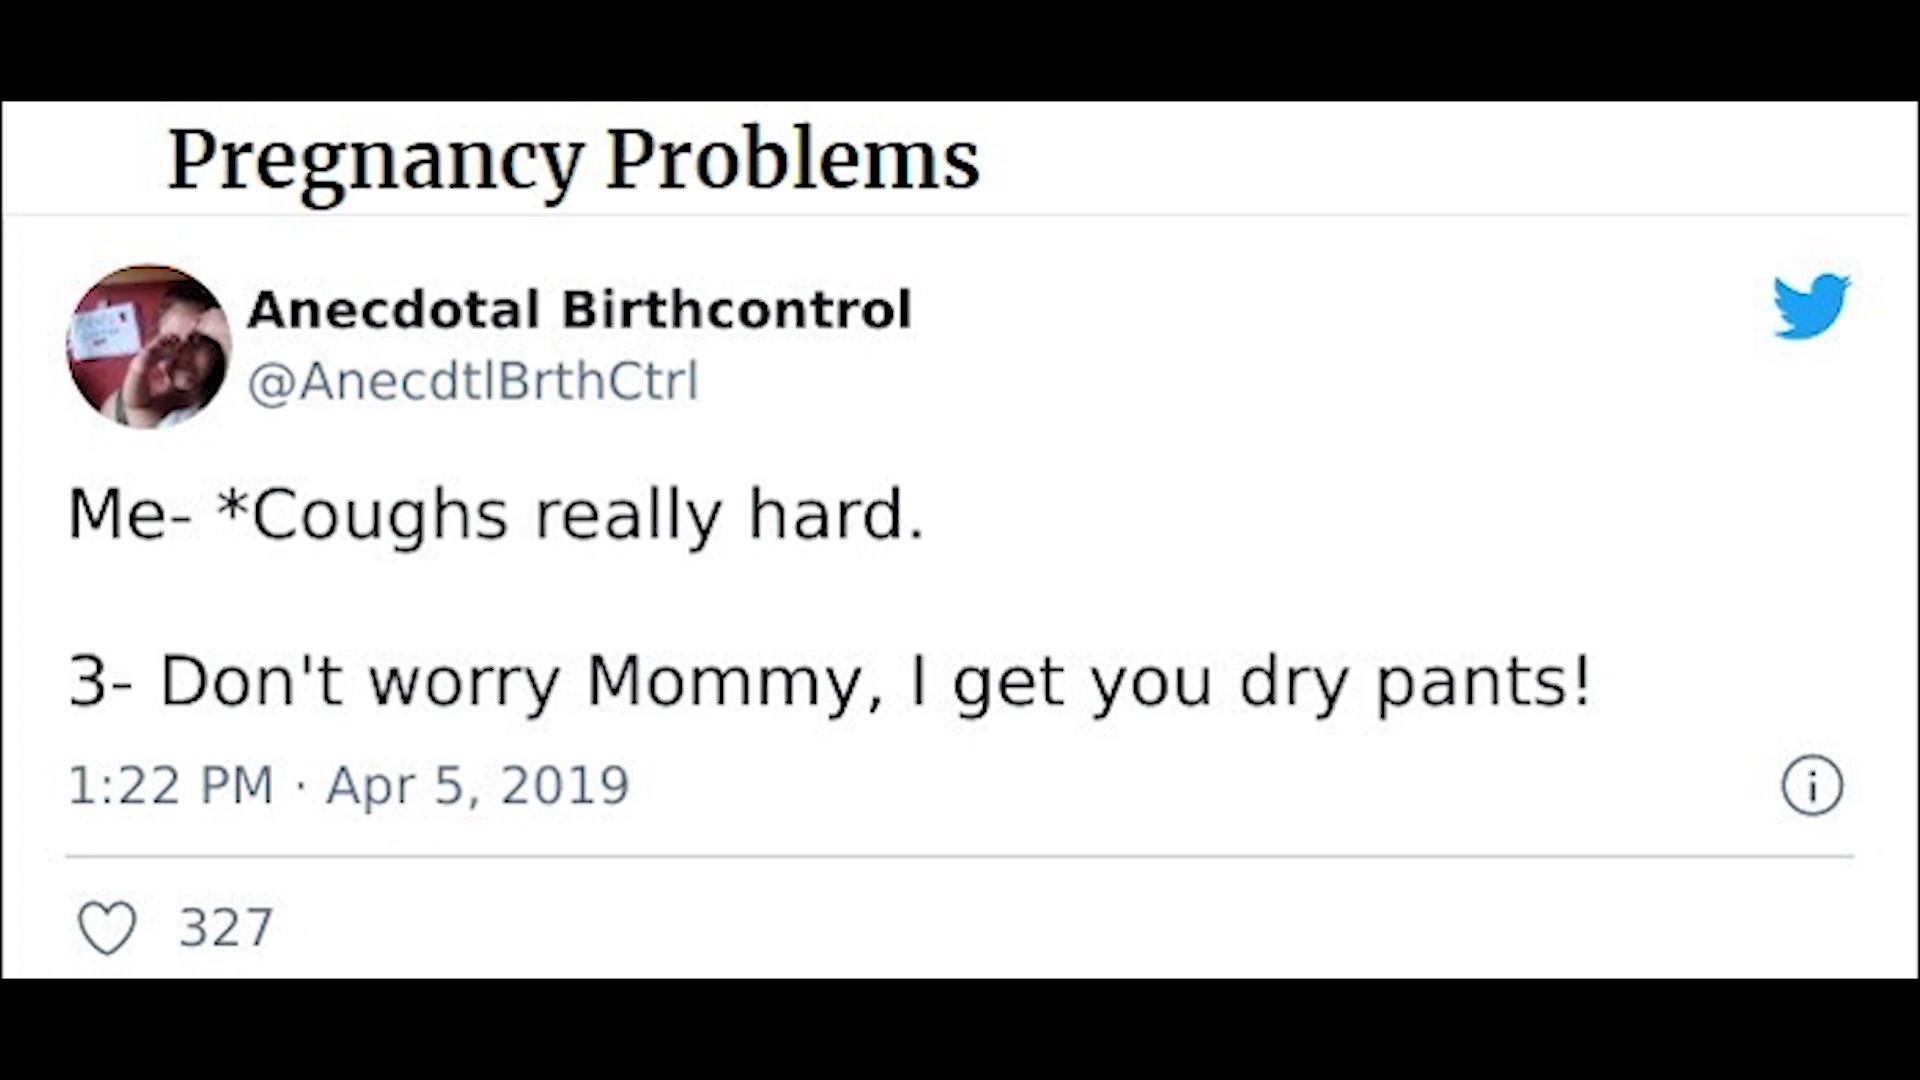 Pregnancy Problems
Anecdotal Birthcontrol
@AnecdtlBrthCtrl
Me- *Coughs really hard.
3- Don't worry Mommy, I get you dry pants!
1:22 PM · Apr 5, 2019
327